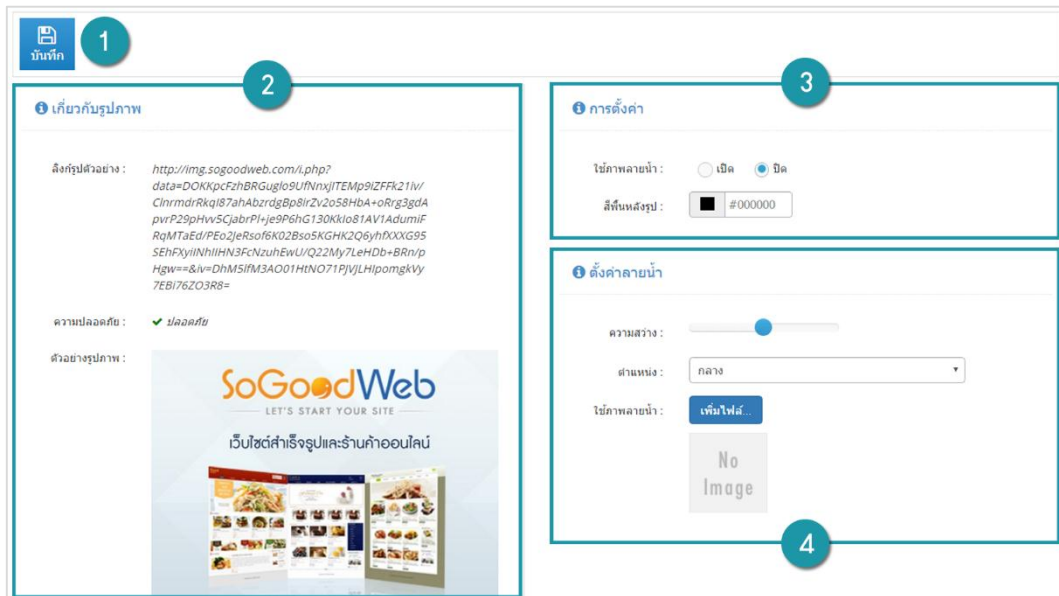 บันทึก
1
2
เกี่ยวกับรูปภาพ
ลิงก์รูปตัวอย่าง :
http://img.sogoodweb.com/i.php?
data=DOKKpcFzhBRGuglo9UfNnxjITEMp9lZFFk21iv/
ClnrmdrRkqI87ahAbzrdgBp8irZv2o58HbA+oRrg3gdA
pvrP29pHvv5CjabrPl+je9P6hG130Kklo81AV1AdumiF
RqMTaEd/PEo2JeRsof6K02Bso5KGHK2Q6yhfXXXG95
SEhFXyiiNhIIHN3FcNzuhEwU/Q22My7LeHDb+BRn/p
Hgw==&iv=DhM5ifM3AO01HtNO71PJVJLHIpomgkVy
7EBi76ZO3R8=
ความปลอดภัย :
ปลอดภัย
ตัวอย่างรูปภาพ :
SoGoodWeb
LET'S START YOUR SITE
เว็บไซต์สำเร็จรูปและร้านค้าออนไลน์
3
การตั้งค่า
ใช้ภาพลายน้ำ :
เปิด
ปิด
สีพื้นหลังรูป :
#000000
ตั้งค่าลายน้ำ
ความสว่าง :
ตำแหน่ง :
กลาง
ใช้ภาพลายน้ำ :
เพิ่มไฟล์...
No
Image
4